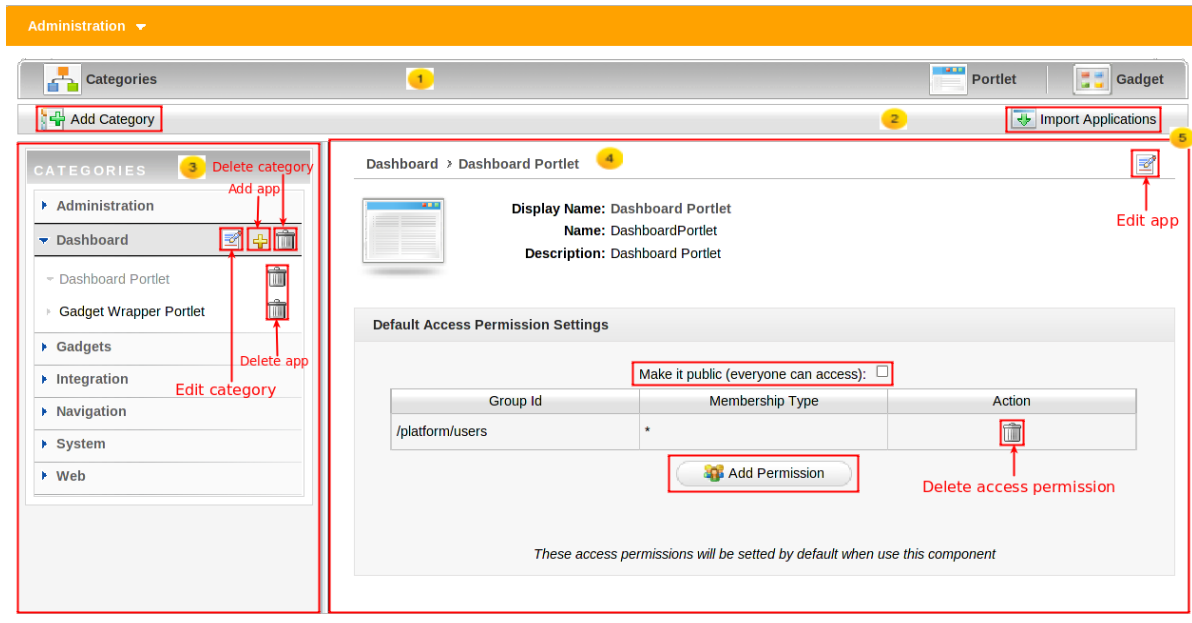 Administration
Categories 1 Portlet Gadget
Add Category 2 Import Applications
5
CATEGORIES 3 Delete category
Add app
Administration
Dashboard
Dashboard Portlet
Gadget Wrapper Portlet
Gadgets
Delete app
Integration
Edit category
Navigation
System
Web
Dashboard › Dashboard Portlet 4
Edit app
Display Name: Dashboard Portlet
Name: DashboardPortlet
Description: Dashboard Portlet
Default Access Permission Settings
Make it public (everyone can access):
Group Id Membership Type Action
/platform/users *
Add Permission
Delete access permission
These access permissions will be setted by default when use this component